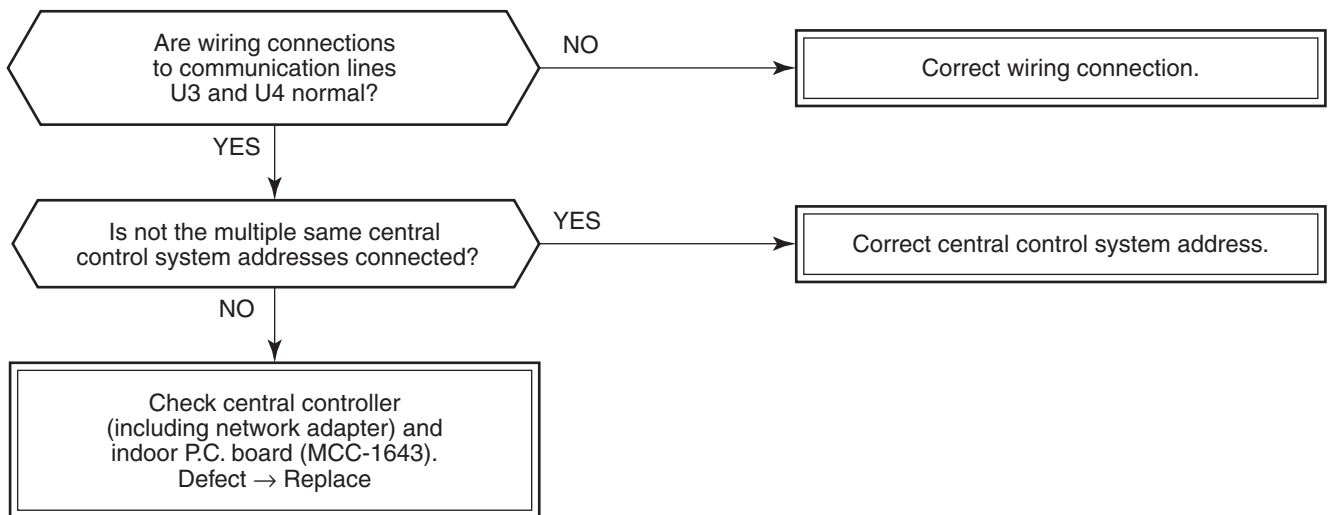 Are wiring connections
to communication lines
U3 and U4 normal?
NO
Correct wiring connection.
YES
Is not the multiple same central
control system addresses connected?
YES
Correct central control system address.
NO
Check central controller
(including network adapter) and
indoor P.C. board (MCC-1643).
Defect → Replace